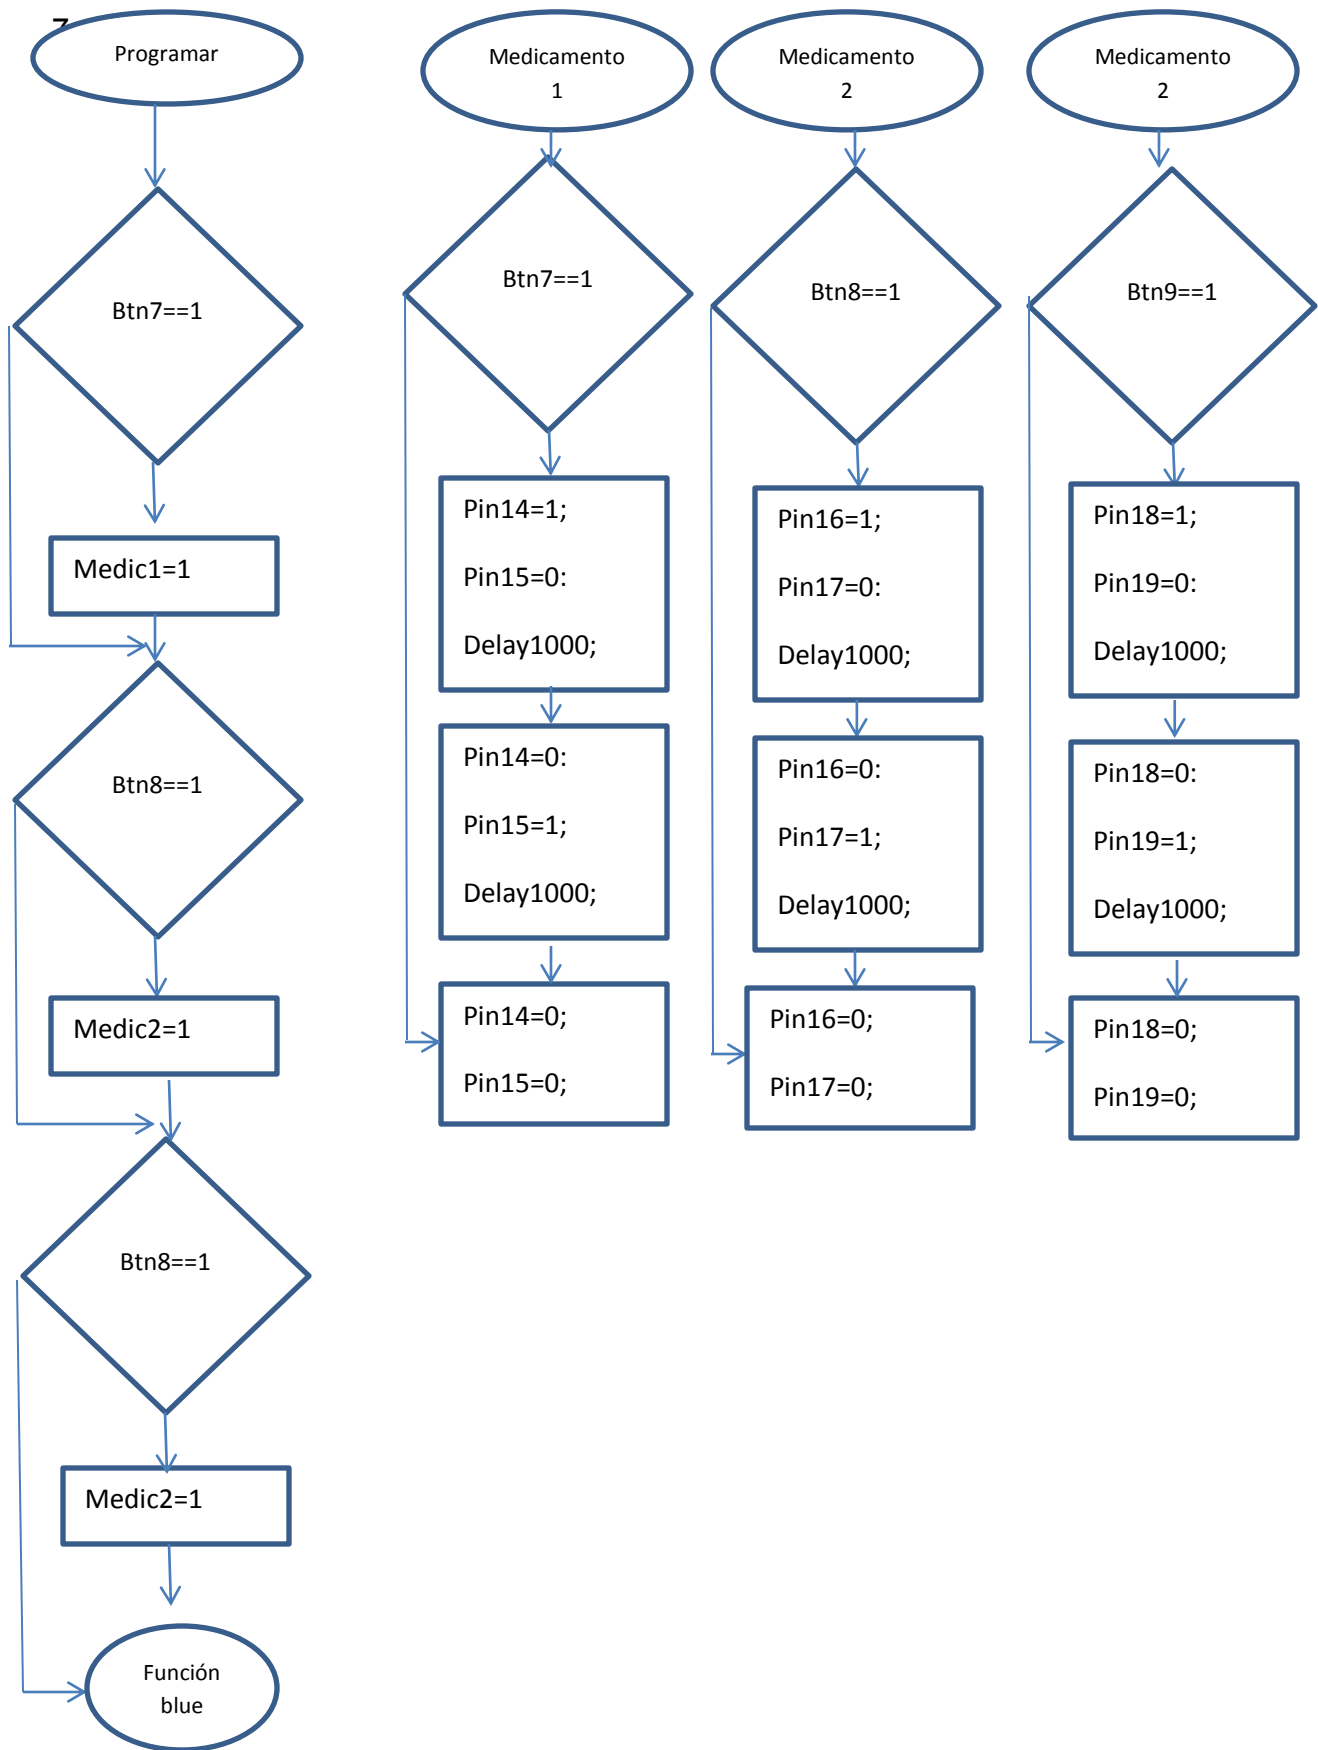 Programar
Btn7==1
Medic1=1
Btn8==1
Medic2=1
Btn8==1
Medic2=1
Función
blue
Medicamento
1
Btn7==1
Pin14=1;
Pin15=0:
Delay1000;
Pin14=0:
Pin15=1;
Delay1000;
Pin14=0;
Pin15=0;
Medicamento
2
Btn8==1
Pin16=1;
Pin17=0:
Delay1000;
Pin16=0:
Pin17=1;
Delay1000;
Pin16=0;
Pin17=0;
Medicamento
2
Btn9==1
Pin18=1;
Pin19=0:
Delay1000;
Pin18=0:
Pin19=1;
Delay1000;
Pin18=0;
Pin19=0;